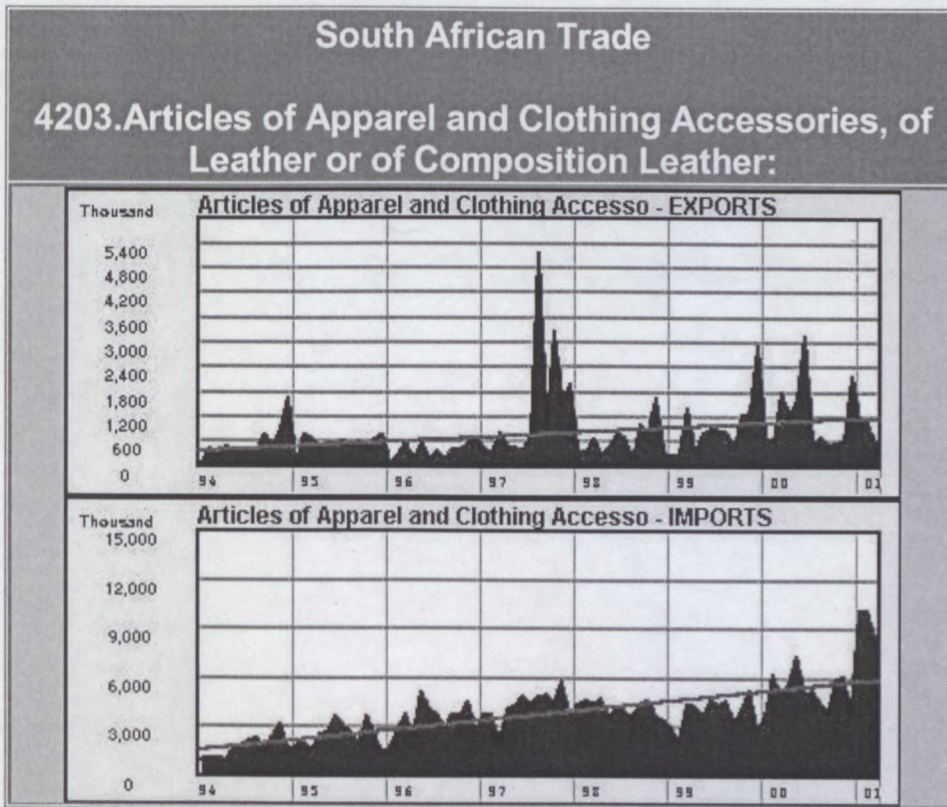 South African Trade
4203.Articles of Apparel and Clothing Accessories, of
Leather or of Composition Leather:
Thousand
Articles of Apparel and Clothing Accesso - EXPORTS
5,400
4,800
4,200
3,600
3,000
2,400
1,800
1,200
600
0
94 95 96 97 98 99 00 01
Thousand
Articles of Apparel and Clothing Accesso - IMPORTS
15,000
12,000
9,000
6,000
3,000
0
94 95 96 97 98 99 00 01